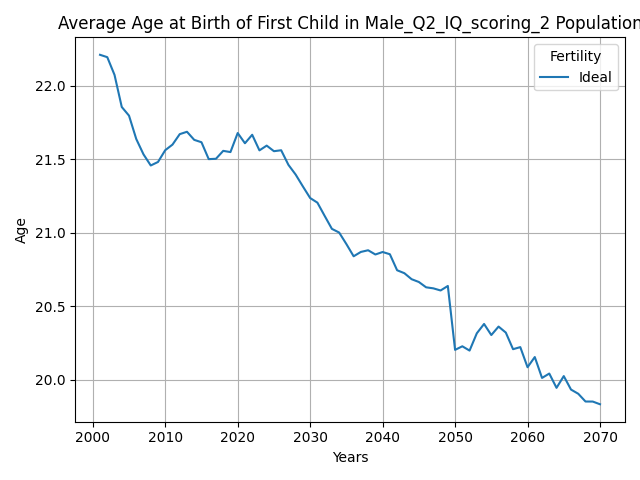 Average Age at Birth of First Child in Male_Q2_IQ_scoring_2 Population
Fertility
Ideal
22.0
21.5
21.0
20.5
20.0
Age
2000 2010 2020 2030 2040 2050 2060 2070
Years